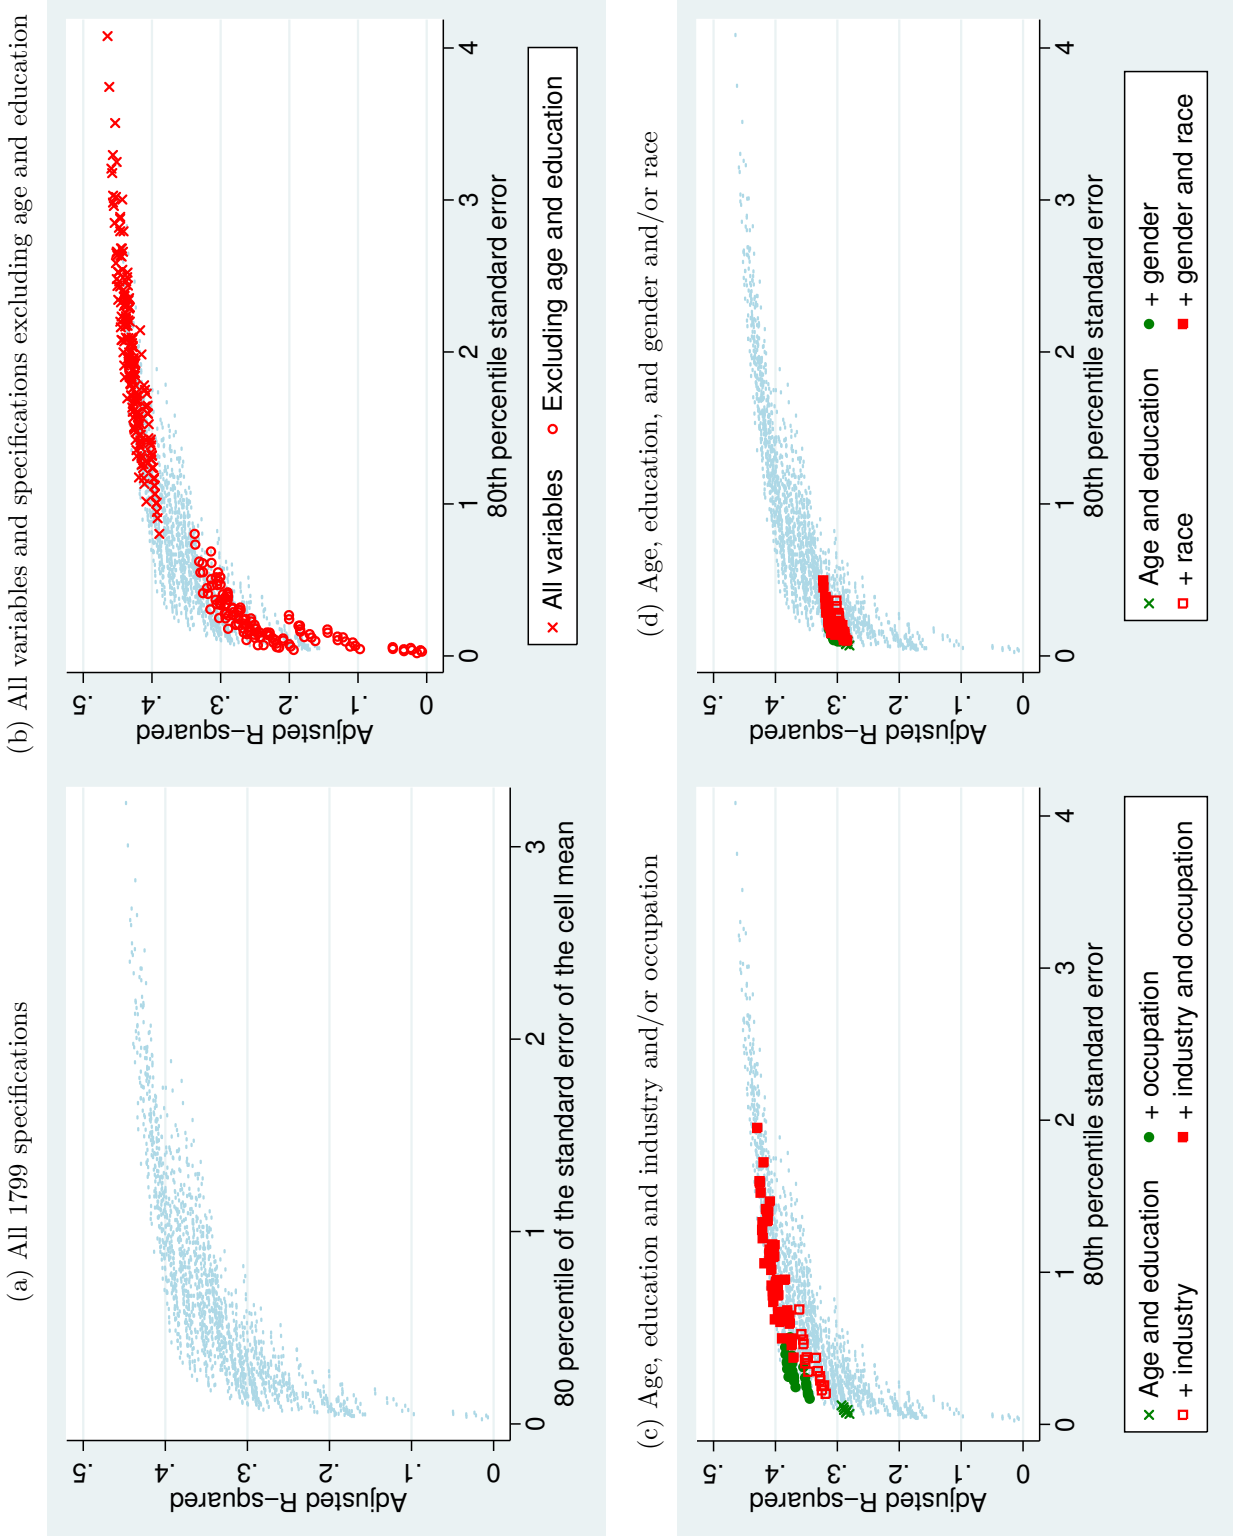 (a) All 1799 specifications
Adjusted R−squared
0 .1 .2 .3 .4 .5
0 1 2 3
80 percentile of the standard error of the cell mean
(b) All variables and specifications excluding age and education
Adjusted R−squared
0 .1 .2 .3 .4 .5
0 1 2 3 4
80th percentile standard error
All variables Excluding age and education
(c) Age, education and industry and/or occupation
Adjusted R−squared
0 .1 .2 .3 .4 .5
0 1 2 3 4
80th percentile standard error
Age and education + occupation
+ industry + industry and occupation
(d) Age, education, and gender and/or race
Adjusted R−squared
0 .1 .2 .3 .4 .5
0 1 2 3 4
80th percentile standard error
Age and education + gender
+ race + gender and race